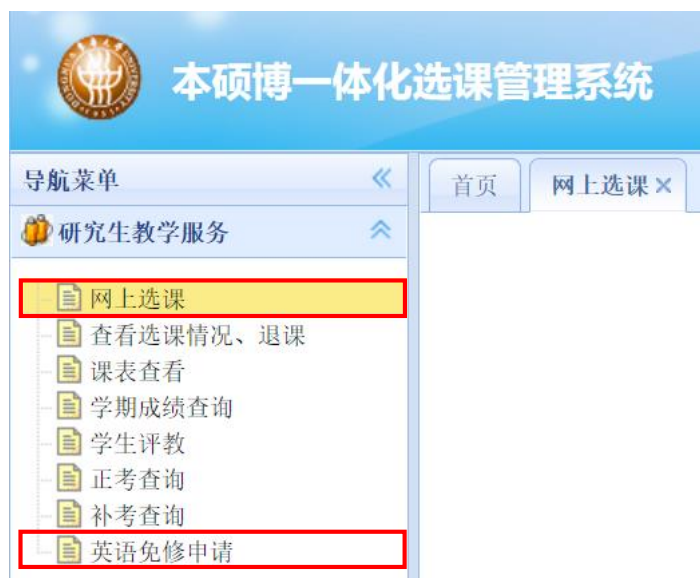 本硕博一体化选课管理系统
导航菜单
首页
网上选课
研究生教学服务
网上选课
查看选课情况、退课
课表查看
学期成绩查询
学生评教
正考查询
补考查询
英语免修申请